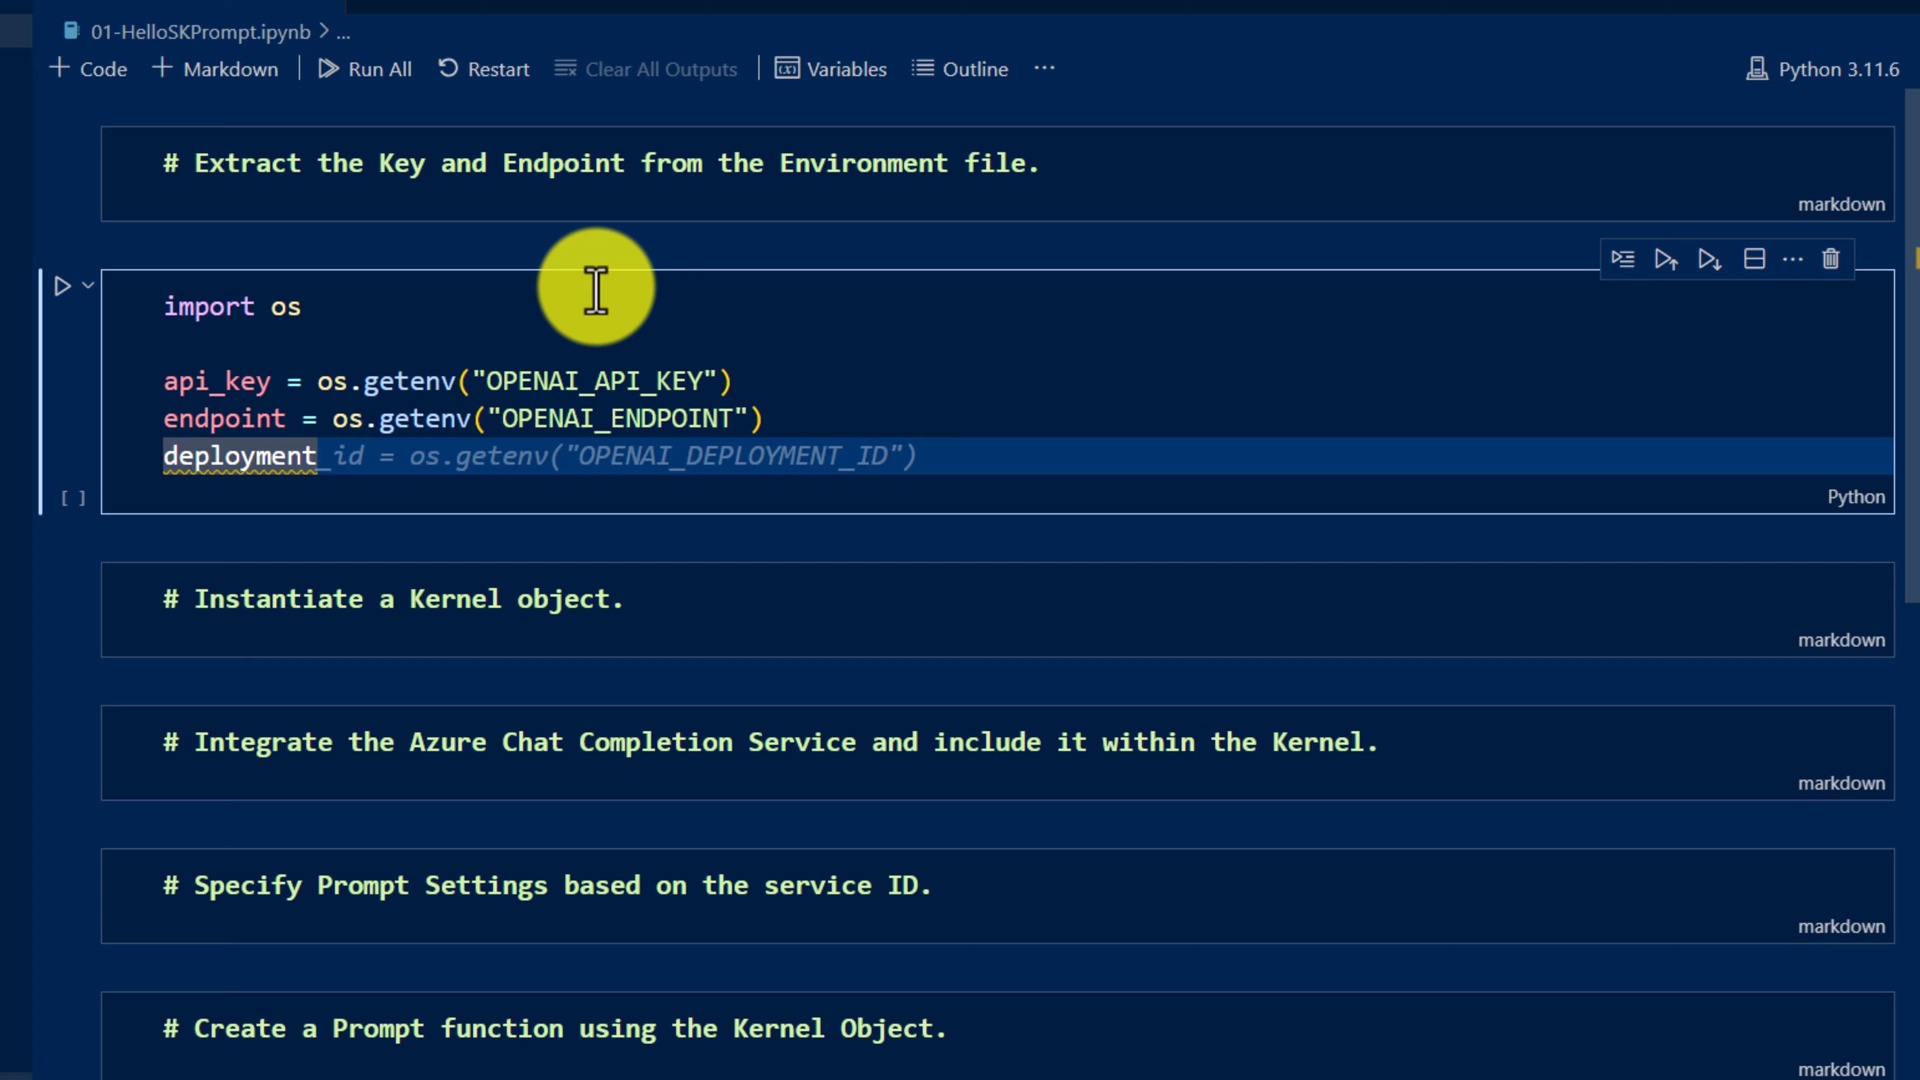 01-HelloSKPrompt.ipynb > ...
+ Code + Markdown | Run All Restart Clear All Outputs | Variables Outline ... Python 3.11.6
# Extract the Key and Endpoint from the Environment file.
markdown
import os
api_key = os.getenv("OPENAI_API_KEY")
endpoint = os.getenv("OPENAI_ENDPOINT")
deployment_id = os.getenv("OPENAI_DEPLOYMENT_ID")
[ ] Python
# Instantiate a Kernel object.
markdown
# Integrate the Azure Chat Completion Service and include it within the Kernel.
markdown
# Specify Prompt Settings based on the service ID.
markdown
# Create a Prompt function using the Kernel Object.
markdown